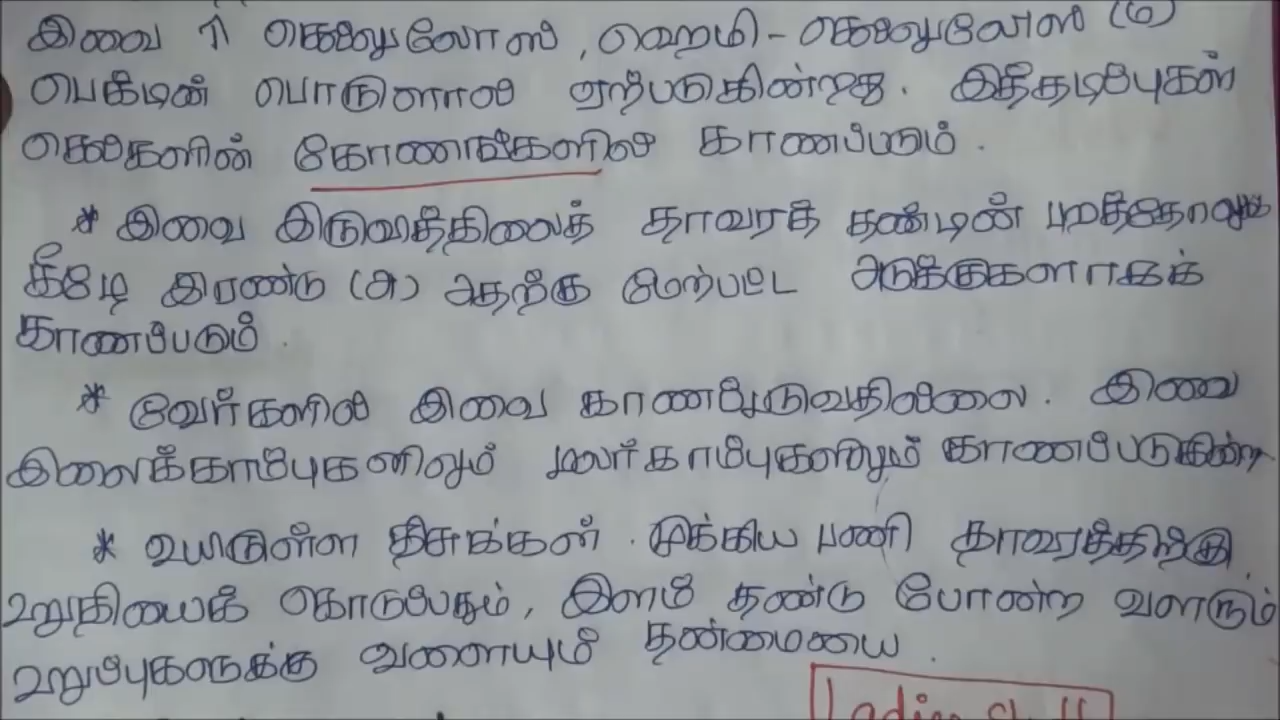 இவை செலுலோஸ், ஹெமி - செலுலோஸ் (ம)
பெக்டின் பொருளால் ஏற்படுகின்றது. இத்தடிப்புகள்
செல்களின் கோணங்களில் காணப்படும்.
* இவை இருவித்திலைத் தாவரத் தண்டின் புறத்தோலுக்கு
கீழே இரண்டு (அ) அதற்கு மேற்பட்ட அடுக்குகளாகக்
காணப்படும்.
* வேர்களில் இவை காணப்படுவதில்லை. இவை
இலைக்காம்புகளிலும் மலர்காம்புகளிலும் காணப்படுகின்ற
* உயிருள்ள திசுக்கள். முக்கிய பணி தாவரத்திற்கு
உறுதியைக் கொடுப்பதும், இளம் தண்டு போன்ற வளரும்
உறுப்புகளுக்கு வளையும் தன்மையை.